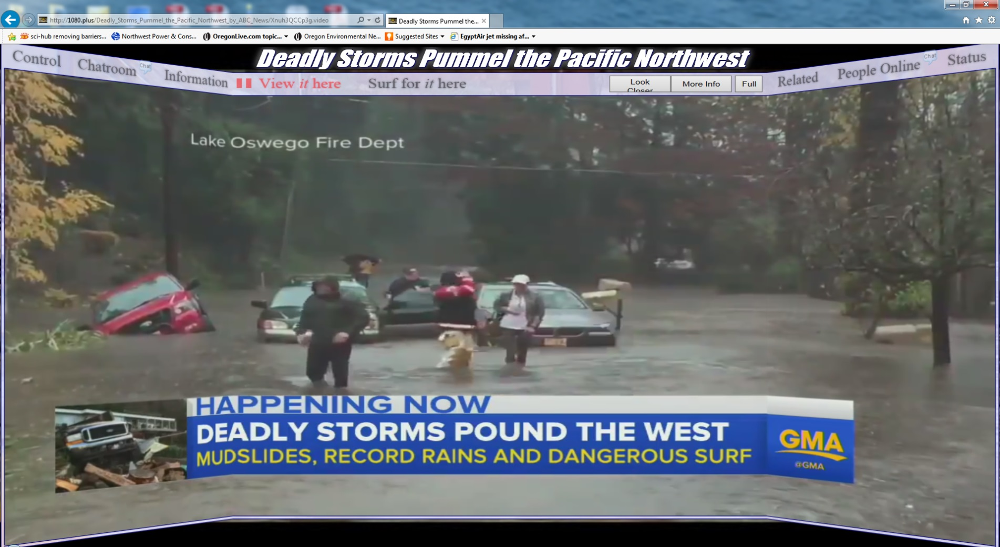 http://1080.plus/Deadly_Storms_Pummel_the_Pacific_Northwest_by_ABC_News/Xnuh3QCCp3g.video
Deadly Storms Pummel the...
sci-hub removing barriers...
Northwest Power & Cons...
OregonLive.com topic...
Oregon Environmental Ne...
Suggested Sites
EgyptAir jet missing af...
Deadly Storms Pummel the Pacific Northwest
Control
Chatroom
Chat
Information
View it here
Surf for it here
Look Closer
More Info
Full
Related
People Online
Chat
Status
Lake Oswego Fire Dept
HAPPENING NOW
DEADLY STORMS POUND THE WEST
MUDSLIDES, RECORD RAINS AND DANGEROUS SURF
GMA
@GMA